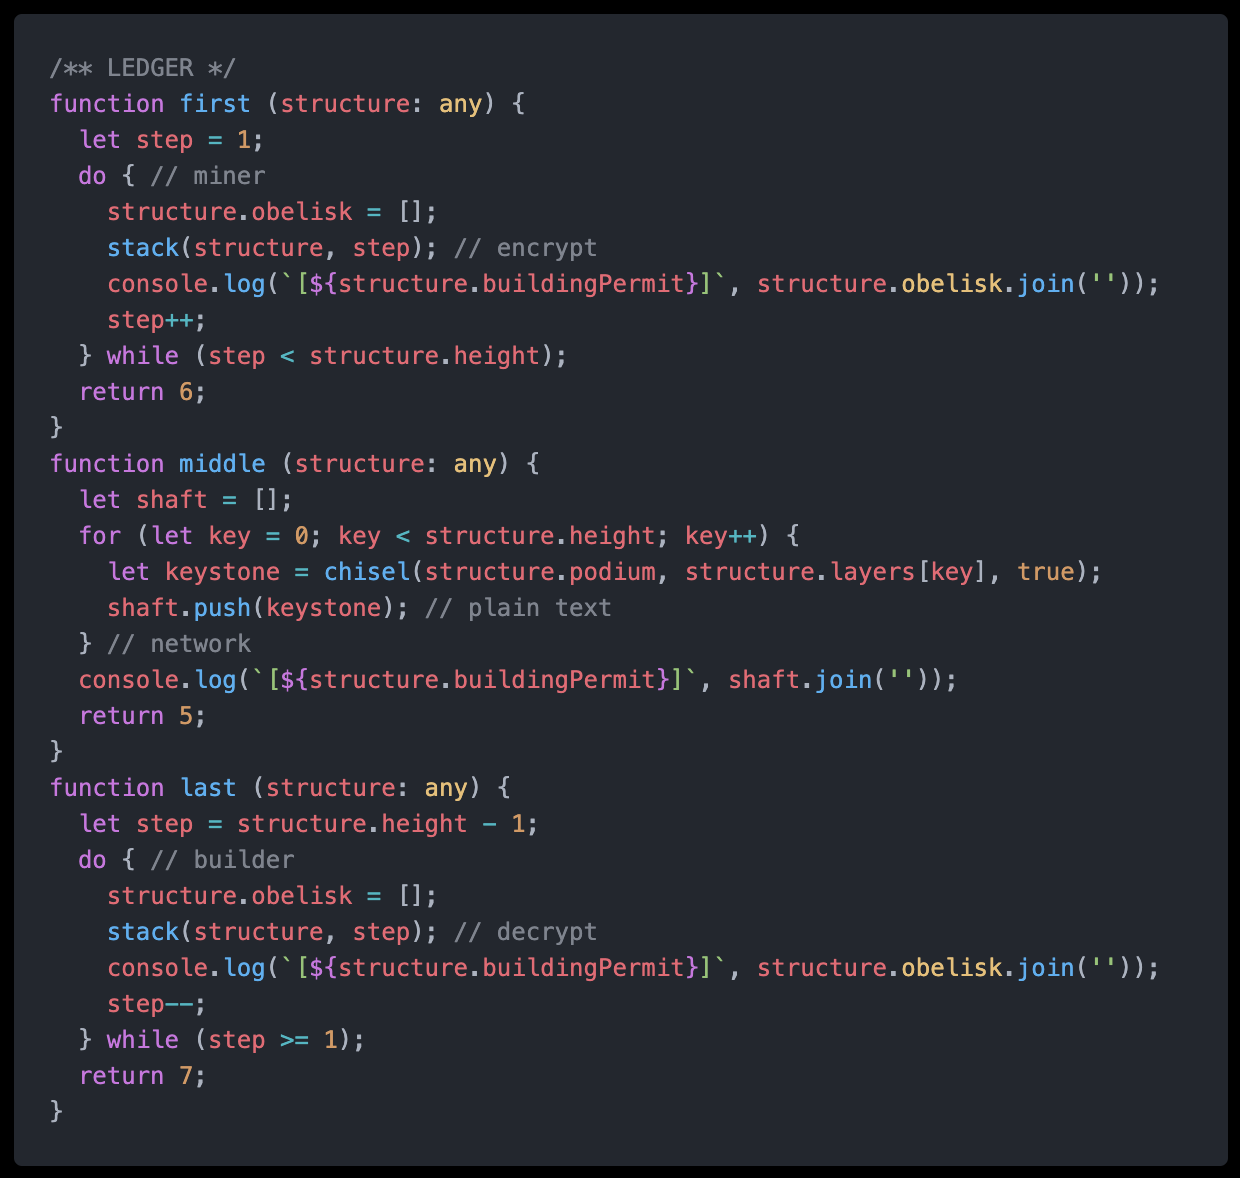 /** LEDGER */
function first (structure: any) {
  let step = 1;
  do { // miner
    structure.obelisk = [];
    stack(structure, step); // encrypt
    console.log(`[${structure.buildingPermit}]`, structure.obelisk.join(''));
    step++;
  } while (step < structure.height);
  return 6;
}
function middle (structure: any) {
  let shaft = [];
  for (let key = 0; key < structure.height; key++) {
    let keystone = chisel(structure.podium, structure.layers[key], true);
    shaft.push(keystone); // plain text
  } // network
  console.log(`[${structure.buildingPermit}]`, shaft.join(''));
  return 5;
}
function last (structure: any) {
  let step = structure.height - 1;
  do { // builder
    structure.obelisk = [];
    stack(structure, step); // decrypt
    console.log(`[${structure.buildingPermit}]`, structure.obelisk.join(''));
    step--;
  } while (step >= 1);
  return 7;
}